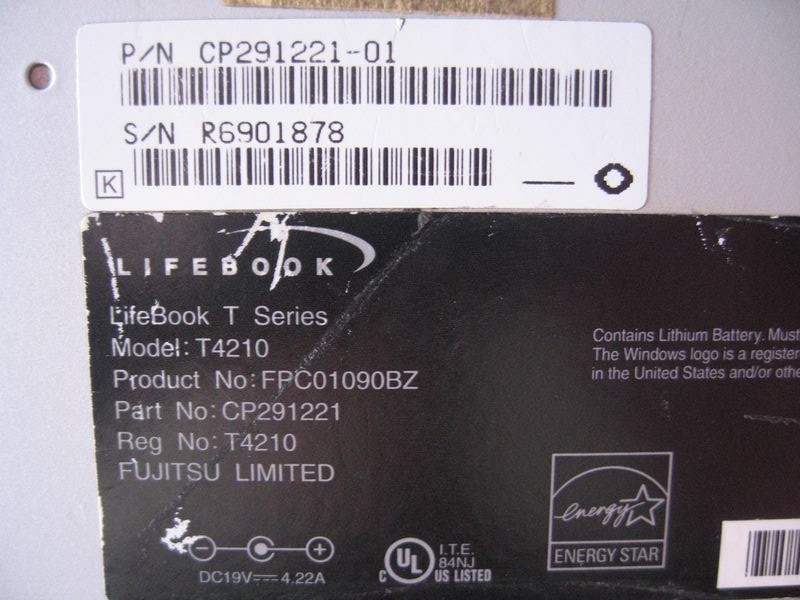 P/N CP291221-01
S/N R6901878
K
LIFEBOOK
LifeBook T Series
Model: T4210
Product No: FPC01090BZ
Part No: CP291221
Reg No: T4210
FUJITSU LIMITED
DC19V⎓4.22A
C UL US LISTED
I.T.E.
84NJ
Contains Lithium Battery. Must
The Windows logo is a register
in the United States and/or othe
energy
ENERGY STAR